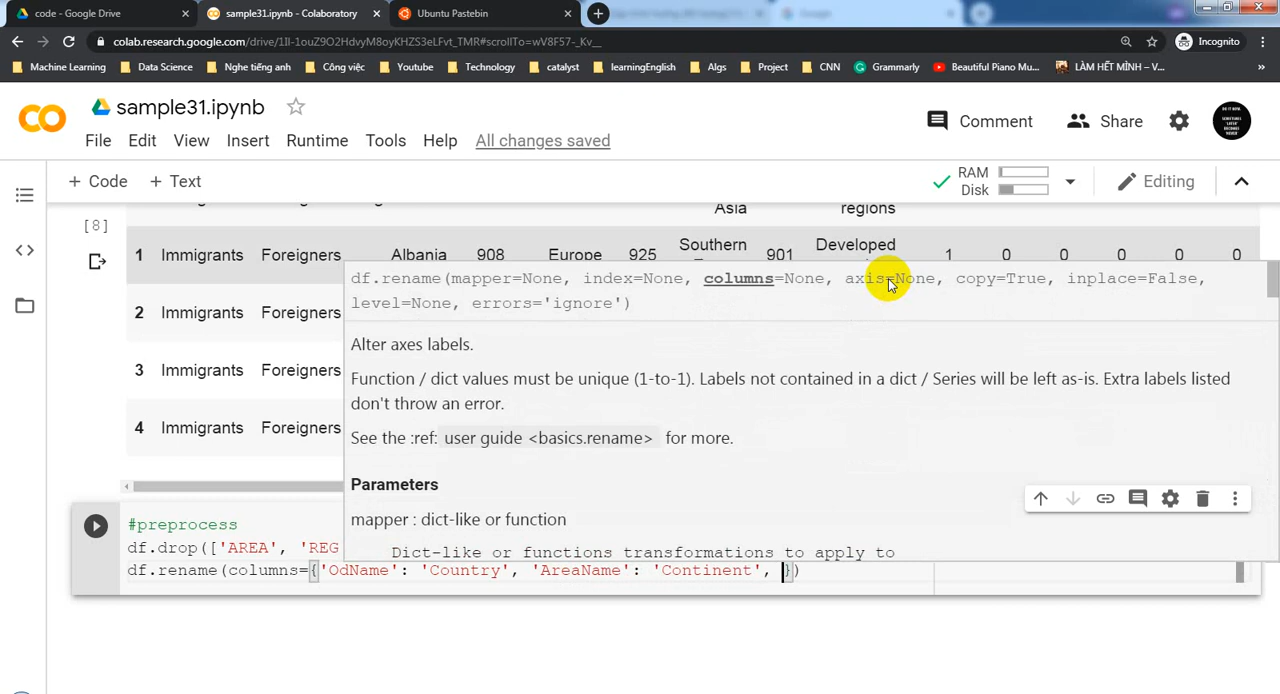 code - Google Drive
sample31.ipynb - Colaboratory
Ubuntu Pastebin
Google
colab.research.google.com/drive/1Il-1ouZ9O2HdvyM8oyKHZS3eLFvt_TMR#scrollTo=wV8F57-_Kv__
Incognito
Machine Learning
Data Science
Nghe tiếng anh
Công việc
Youtube
Technology
catalyst
learningEnglish
Algs
Project
CNN
Grammarly
Beautiful Piano Mu...
LÀM HẾT MÌNH – V...
sample31.ipynb
Comment
Share
File Edit View Insert Runtime Tools Help All changes saved
+ Code + Text
RAM
Disk
Editing
[8]
Asia regions
1 Immigrants Foreigners Albania 908 Europe 925 Southern 901 Developed 1 0 0 0 0
df.rename(mapper=None, index=None, columns=None, axis=None, copy=True, inplace=False,
level=None, errors='ignore')
Alter axes labels.
2 Immigrants Foreigners
Function / dict values must be unique (1-to-1). Labels not contained in a dict / Series will be left as-is. Extra labels listed
3 Immigrants Foreigners
don't throw an error.
4 Immigrants Foreigners
See the :ref: user guide <basics.rename> for more.
Parameters
mapper : dict-like or function
Dict-like or functions transformations to apply to
#preprocess
df.drop(['AREA', 'REG
df.rename(columns={'OdName': 'Country', 'AreaName': 'Continent', })